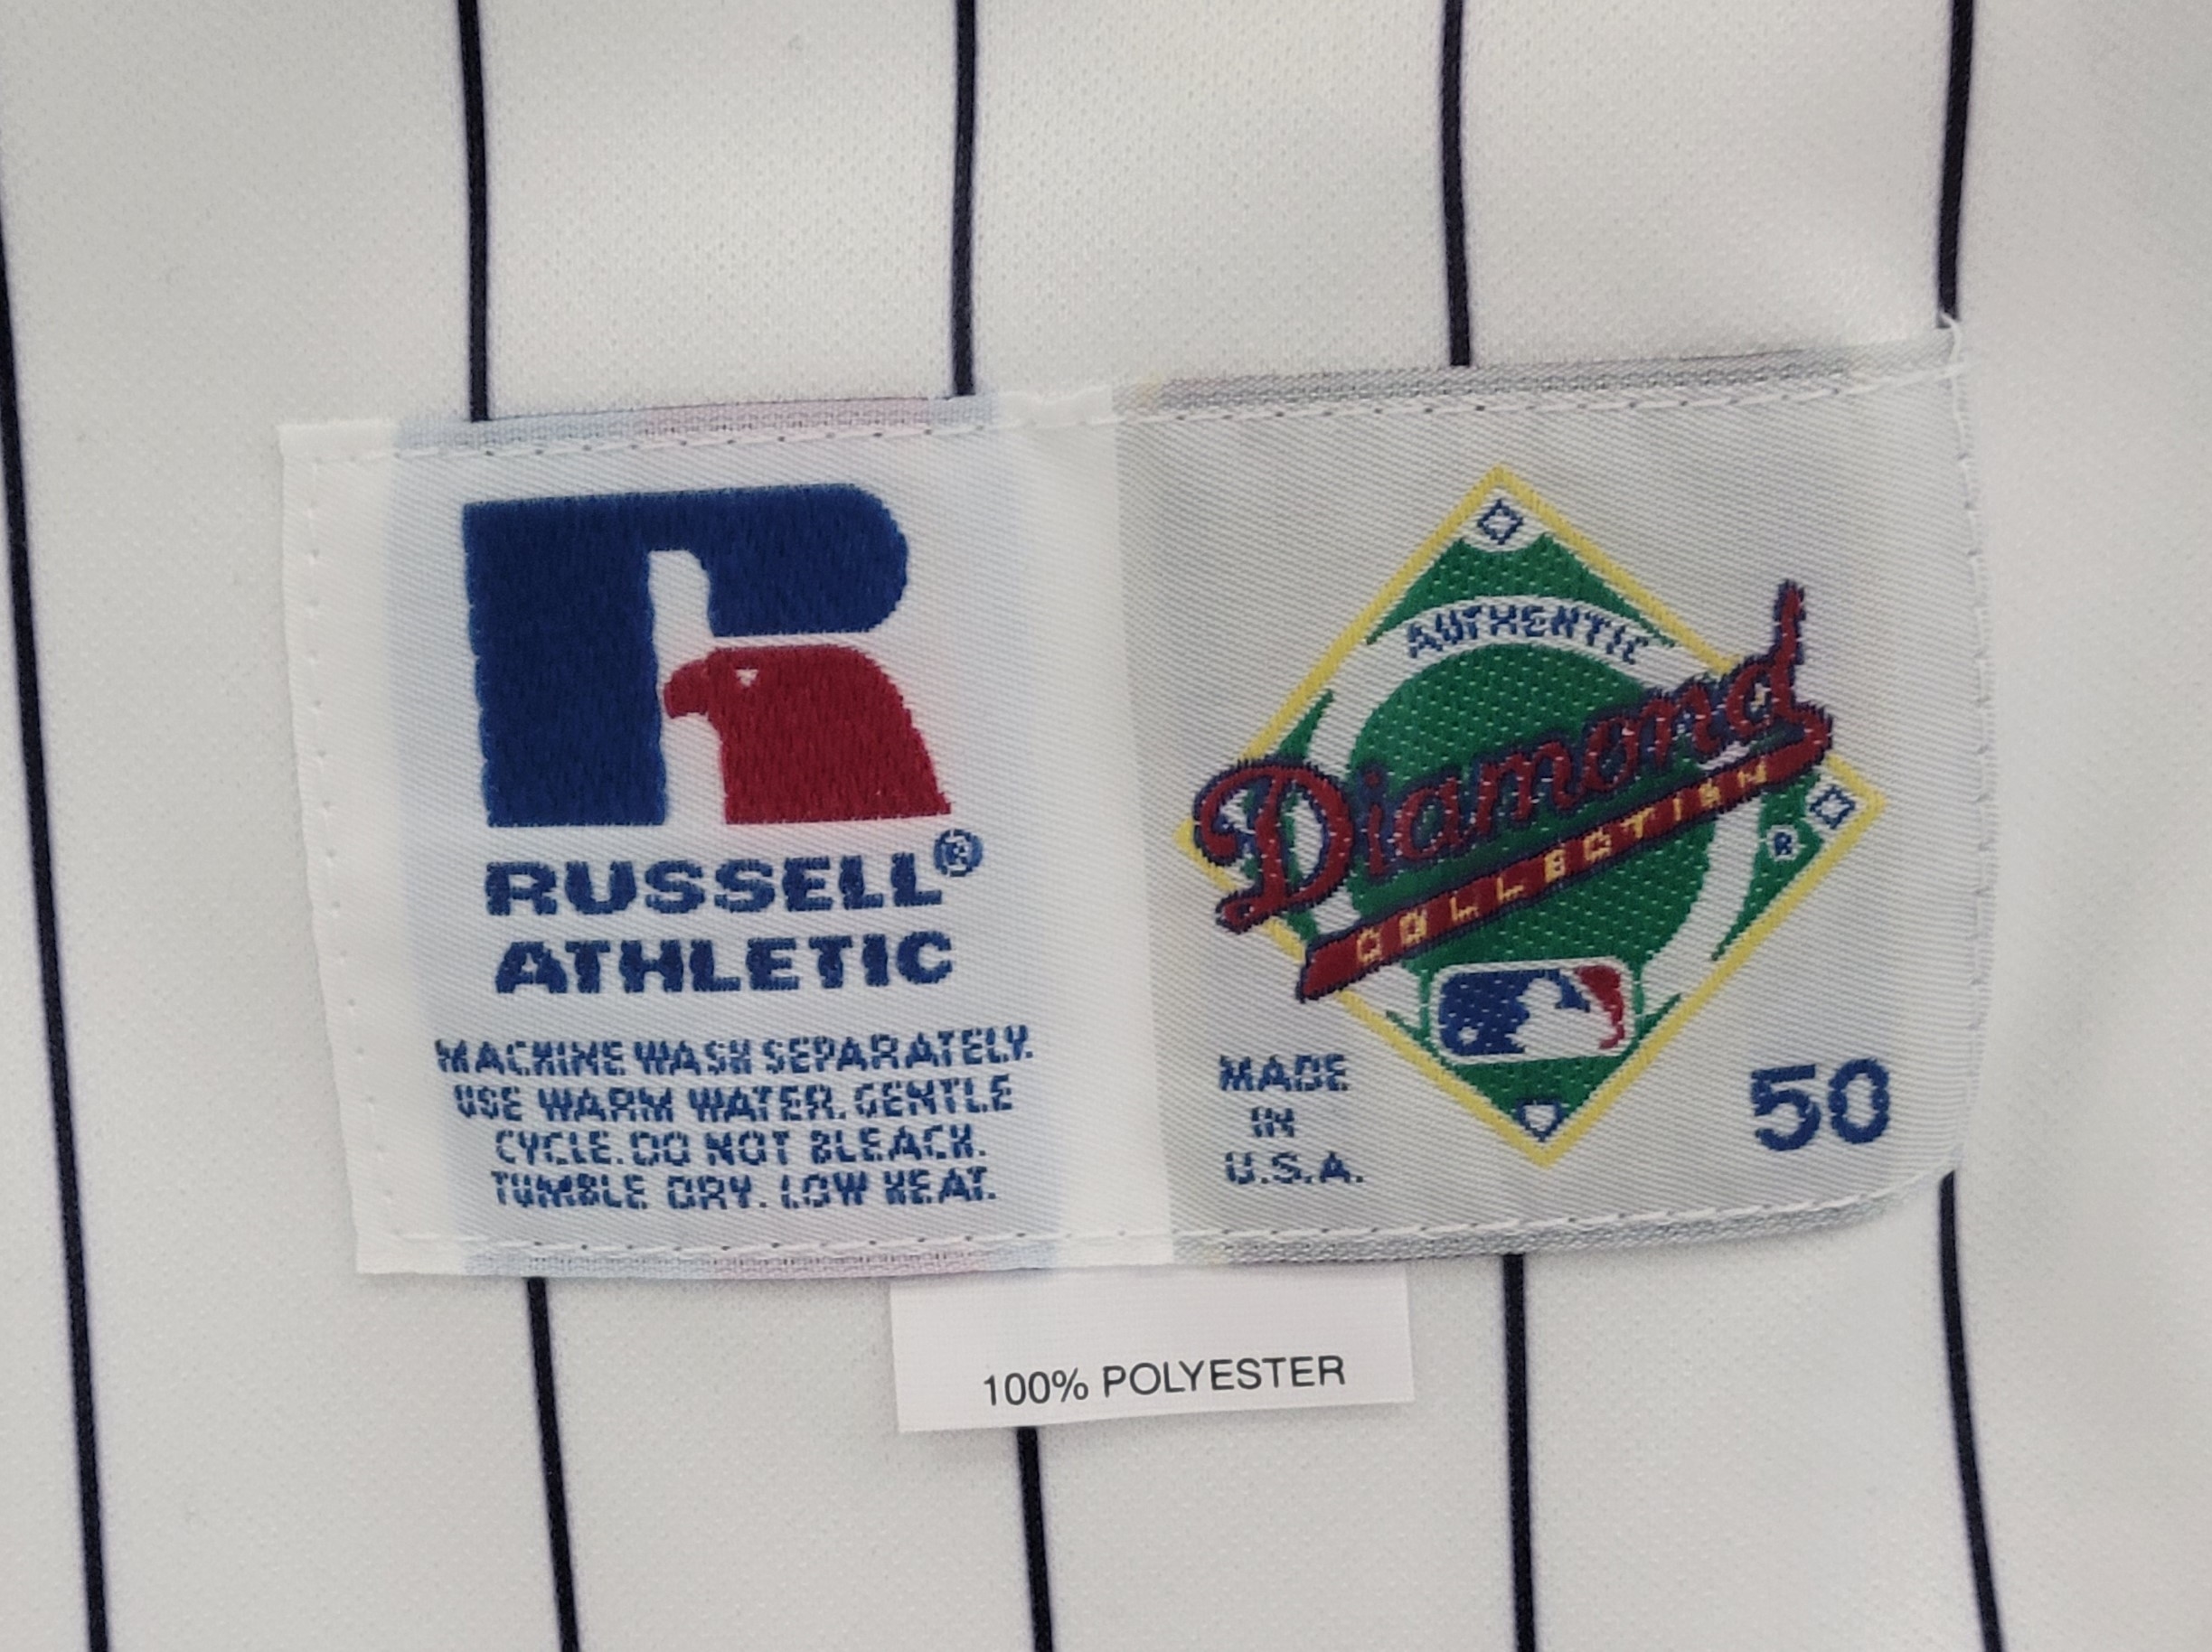 RUSSELL®
ATHLETIC
MACHINE WASH SEPARATELY.
USE WARM WATER. GENTLE
CYCLE. DO NOT BLEACH.
TUMBLE DRY. LOW HEAT.
AUTHENTIC
Diamond
COLLECTION
®
MADE
IN
U.S.A.
50
100% POLYESTER